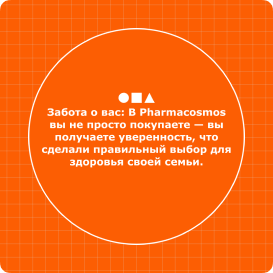 Забота о вас: В Pharmacosmos
вы не просто покупаете — вы
получаете уверенность, что
сделали правильный выбор для
здоровья своей семьи.